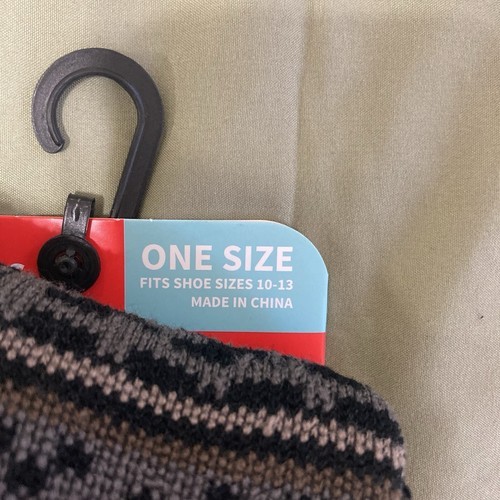 ONE SIZE
FITS SHOE SIZES 10-13
MADE IN CHINA